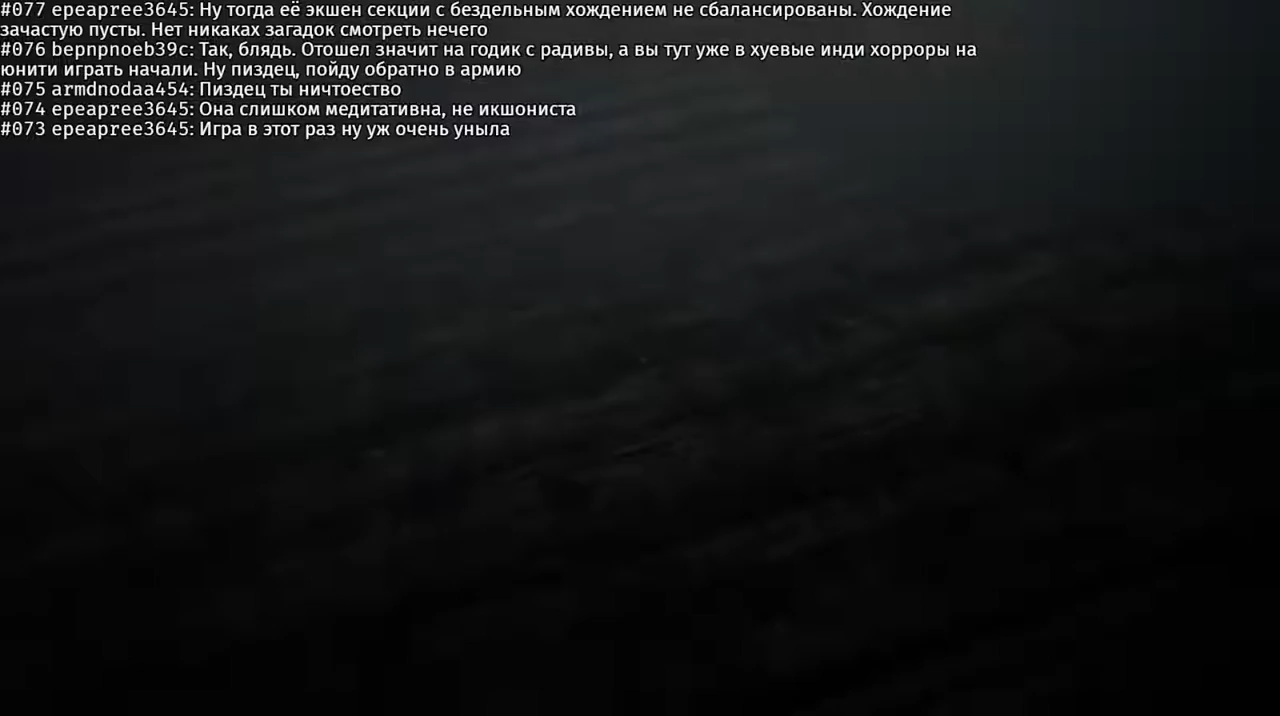 #077 epeapree3645: Ну тогда её экшен секции с бездельным хождением не сбалансированы. Хождение
зачастую пусты. Нет никаках загадок смотреть нечего
#076 bepnpnoeb39c: Так, блядь. Отошел значит на годик с радивы, а вы тут уже в хуевые инди хорроры на
юнити играть начали. Ну пиздец, пойду обратно в армию
#075 armdnodaa454: Пиздец ты ничтоество
#074 epeapree3645: Она слишком медитативна, не икшониста
#073 epeapree3645: Игра в этот раз ну уж очень уныла